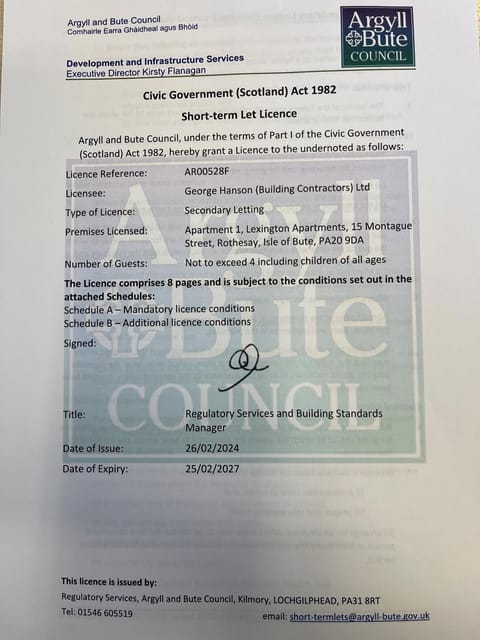 Argyll and Bute Council
Comhairle Earra Ghàidheal agus Bhòid
Argyll
Bute
COUNCIL
Development and Infrastructure Services
Executive Director Kirsty Flanagan
Civic Government (Scotland) Act 1982
Short-term Let Licence
Argyll and Bute Council, under the terms of Part I of the Civic Government
(Scotland) Act 1982, hereby grant a Licence to the undernoted as follows:
Licence Reference: AR00528F
Licensee: George Hanson (Building Contractors) Ltd
Type of Licence: Secondary Letting
Premises Licensed: Apartment 1, Lexington Apartments, 15 Montague
Street, Rothesay, Isle of Bute, PA20 9DA
Number of Guests: Not to exceed 4 including children of all ages
The Licence comprises 8 pages and is subject to the conditions set out in the
attached Schedules:
Schedule A – Mandatory licence conditions
Schedule B – Additional licence conditions
Signed:
Title: Regulatory Services and Building Standards
Manager
Date of Issue: 26/02/2024
Date of Expiry: 25/02/2027
Argyll
Bute
COUNCIL
This licence is issued by:
Regulatory Services, Argyll and Bute Council, Kilmory, LOCHGILPHEAD, PA31 8RT
Tel: 01546 605519 email: short-termlets@argyll-bute.gov.uk